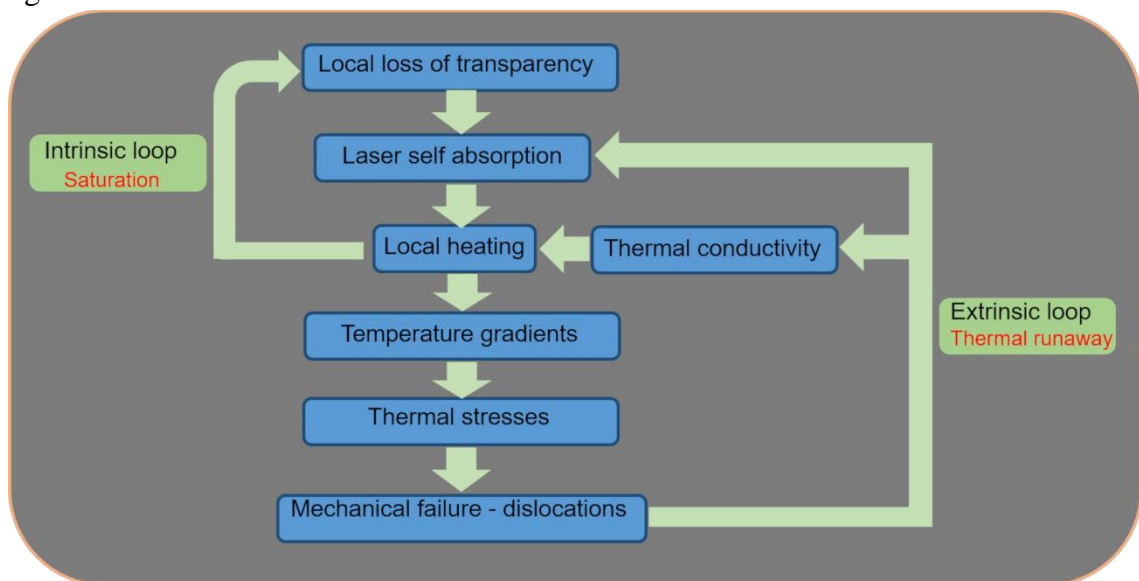 Local loss of transparency
Intrinsic loop
Saturation
Laser self absorption
Local heating
Thermal conductivity
Temperature gradients
Extrinsic loop
Thermal runaway
Thermal stresses
Mechanical failure - dislocations